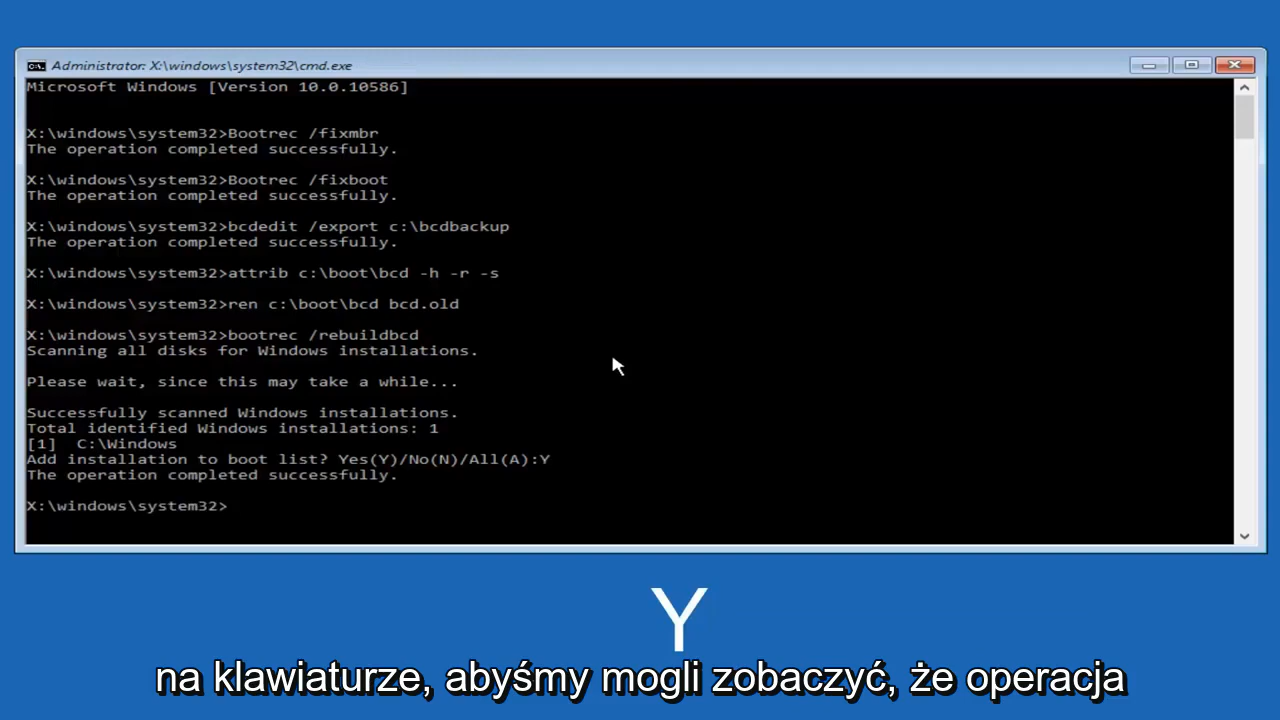 Administrator: X:\windows\system32\cmd.exe
Microsoft Windows [Version 10.0.10586]
X:\windows\system32>Bootrec /fixmbr
The operation completed successfully.
X:\windows\system32>Bootrec /fixboot
The operation completed successfully.
X:\windows\system32>bcdedit /export c:\bcdbackup
The operation completed successfully.
X:\windows\system32>attrib c:\boot\bcd -h -r -s
X:\windows\system32>ren c:\boot\bcd bcd.old
X:\windows\system32>bootrec /rebuildbcd
Scanning all disks for Windows installations.
Please wait, since this may take a while...
Successfully scanned Windows installations.
Total identified Windows installations: 1
[1]  C:\Windows
Add installation to boot list? Yes(Y)/No(N)/All(A):Y
The operation completed successfully.
X:\windows\system32>
Y
na klawiaturze, abyśmy mogli zobaczyć, że operacja